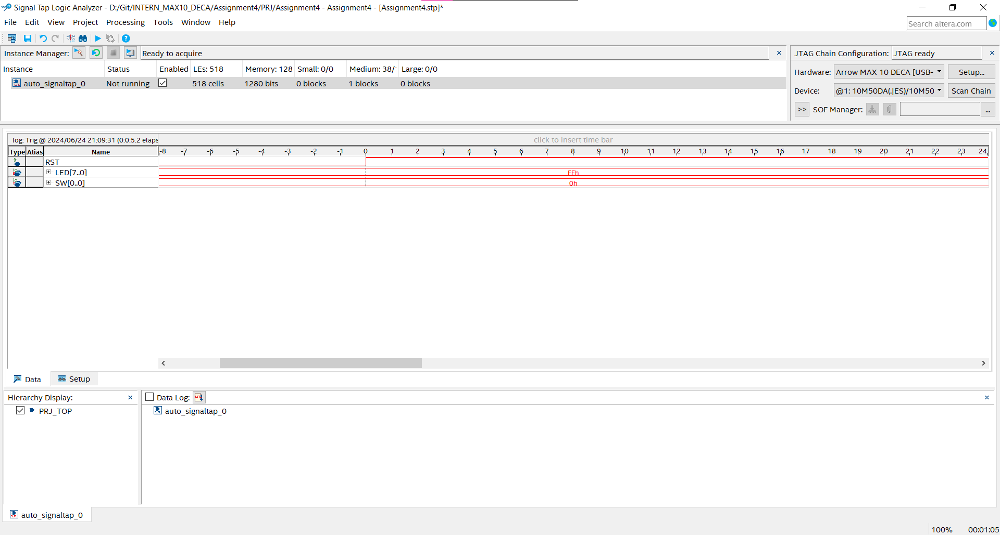 Signal Tap Logic Analyzer - D:/Git/INTERN_MAX10_DECA/Assignment4/PRJ/Assignment4 - Assignment4 - [Assignment4.stp]*
File Edit View Project Processing Tools Window Help
Search altera.com
Instance Manager: Ready to acquire
JTAG Chain Configuration: JTAG ready
Instance Status Enabled LEs: 518 Memory: 128 Small: 0/0 Medium: 38/ Large: 0/0
auto_signaltap_0 Not running 518 cells 1280 bits 0 blocks 1 blocks 0 blocks
Hardware: Arrow MAX 10 DECA [USB- Setup...
Device: @1: 10M50DA(.|ES)/10M50 Scan Chain
>> SOF Manager: ...
log: Trig @ 2024/06/24 21:09:31 (0:0:5.2 elaps
click to insert time bar
Type Alias Name -8 -7 -6 -5 -4 -3 -2 -1 0 1 2 3 4 5 6 7 8 9 10 11 12 13 14 15 16 17 18 19 20 21 22 23 24
RST
LED[7..0] FFh
SW[0..0] 0h
Data Setup
Hierarchy Display:
PRJ_TOP
Data Log:
auto_signaltap_0
auto_signaltap_0
100% 00:01:05